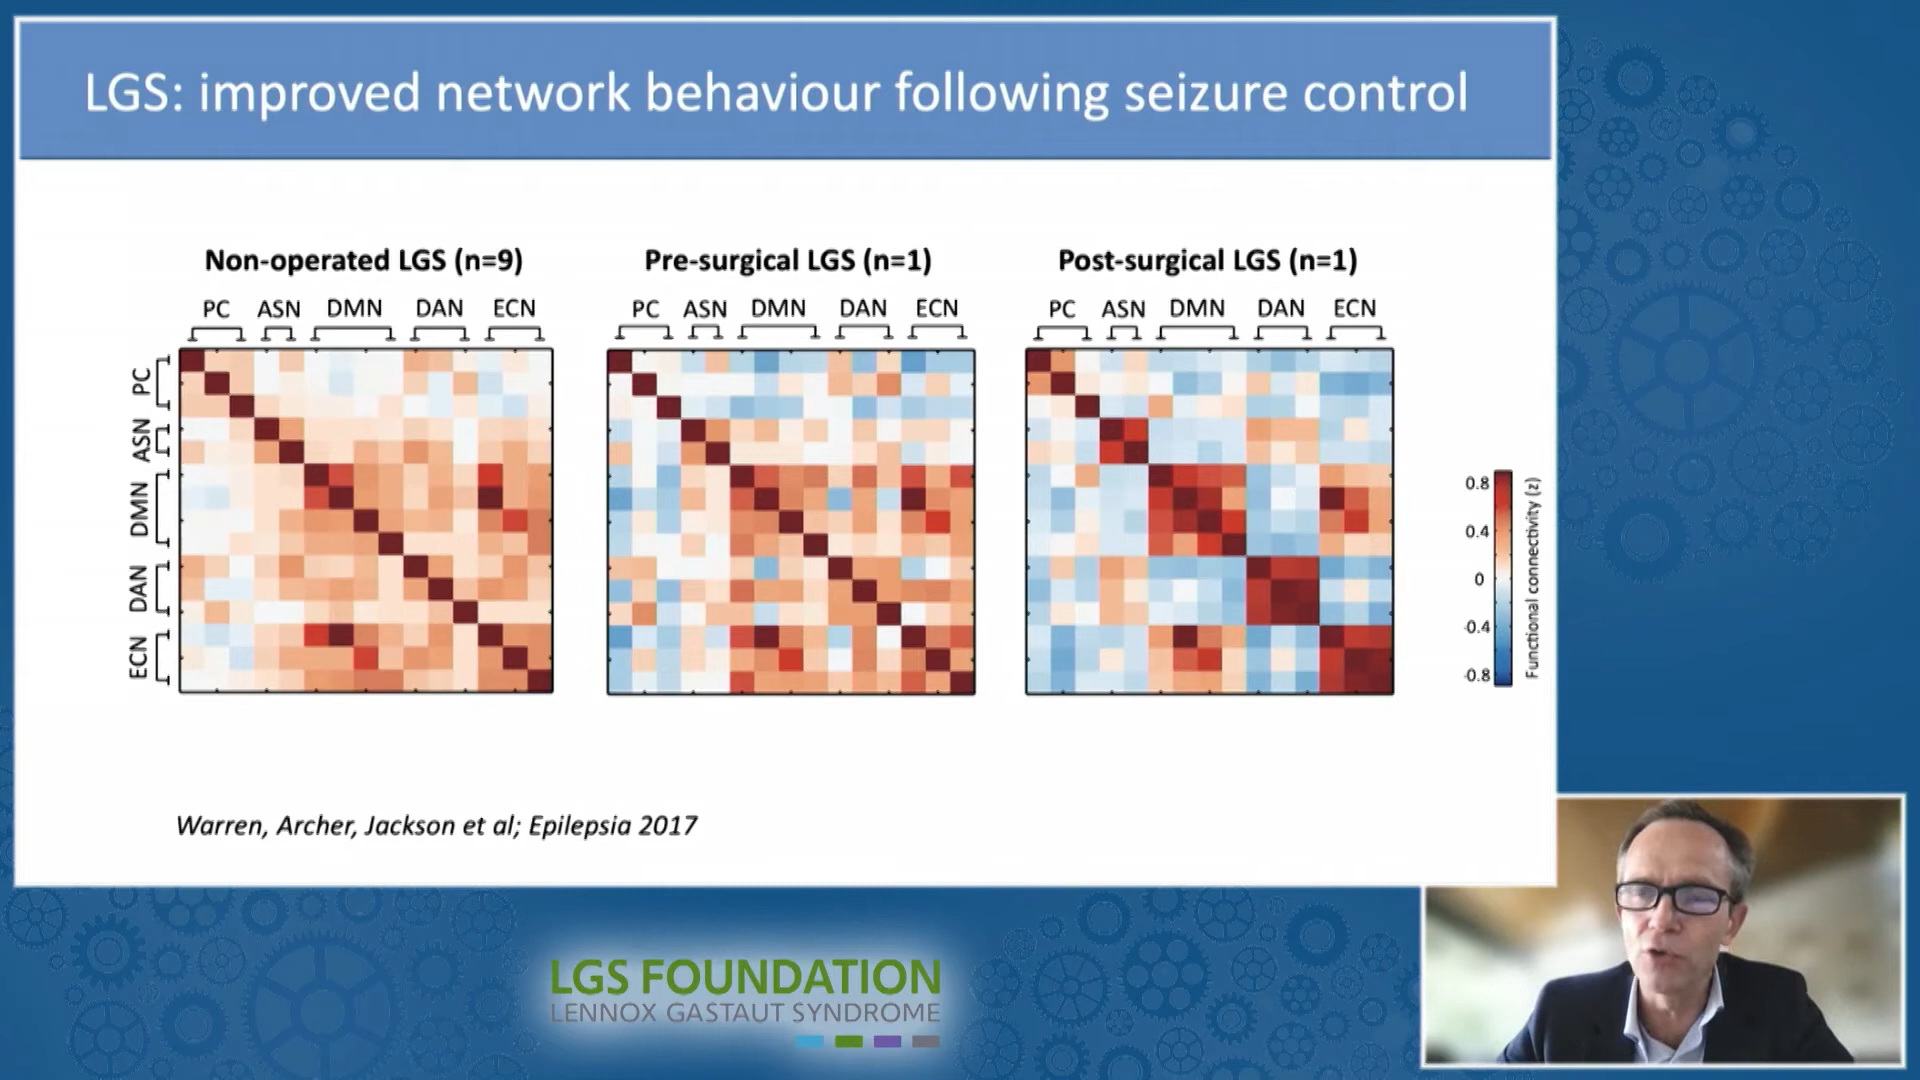 LGS: improved network behaviour following seizure control
Non-operated LGS (n=9)
PC ASN DMN DAN ECN
PC
ASN
DMN
DAN
ECN
Pre-surgical LGS (n=1)
PC ASN DMN DAN ECN
Post-surgical LGS (n=1)
PC ASN DMN DAN ECN
0.8
0.4
0
-0.4
-0.8
Functional connectivity (z)
Warren, Archer, Jackson et al; Epilepsia 2017
LGS FOUNDATION
LENNOX GASTAUT SYNDROME